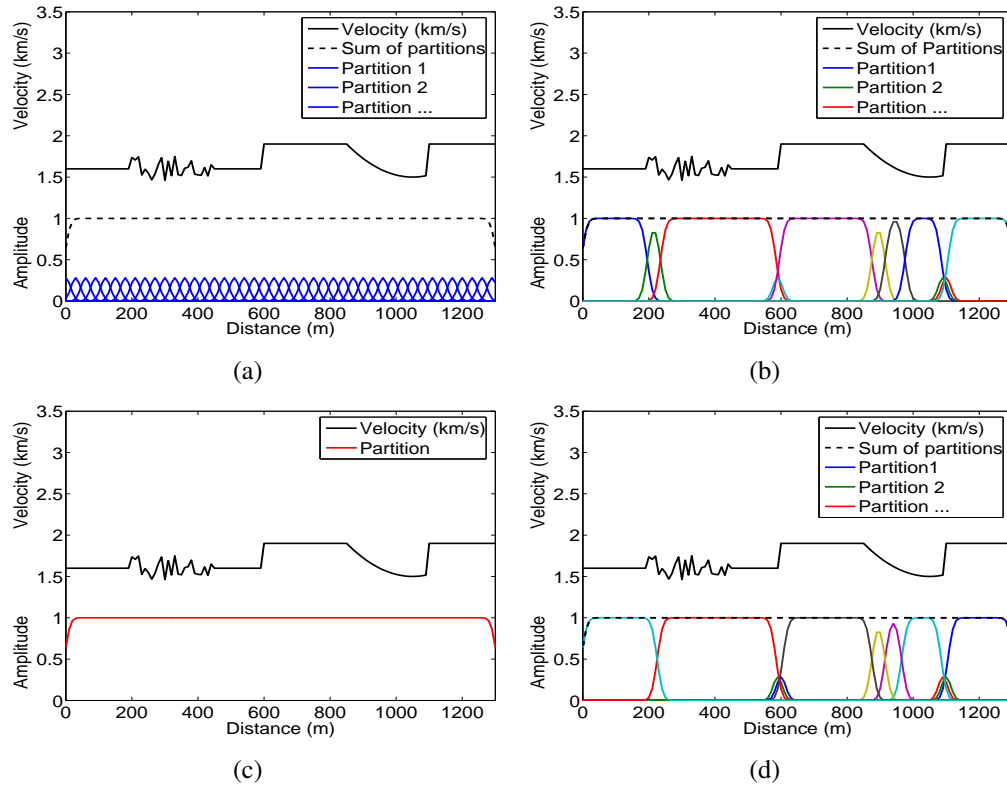 3.5
3
2.5
2
1.5
1
0.5
0
Velocity (km/s)
Amplitude
0 200 400 600 800 1000 1200
Distance (m)
Velocity (km/s)
Sum of partitions
Partition 1
Partition 2
Partition ...
(a)
3.5
3
2.5
2
1.5
1
0.5
0
Velocity (km/s)
Amplitude
0 200 400 600 800 1000 1200
Distance (m)
Velocity (km/s)
Sum of Partitions
Partition1
Partition 2
Partition ...
(b)
3.5
3
2.5
2
1.5
1
0.5
0
Velocity (km/s)
Amplitude
0 200 400 600 800 1000 1200
Distance (m)
Velocity (km/s)
Partition
(c)
3.5
3
2.5
2
1.5
1
0.5
0
Velocity (km/s)
Amplitude
0 200 400 600 800 1000 1200
Distance (m)
Velocity (km/s)
Sum of partitions
Partition1
Partition 2
Partition ...
(d)